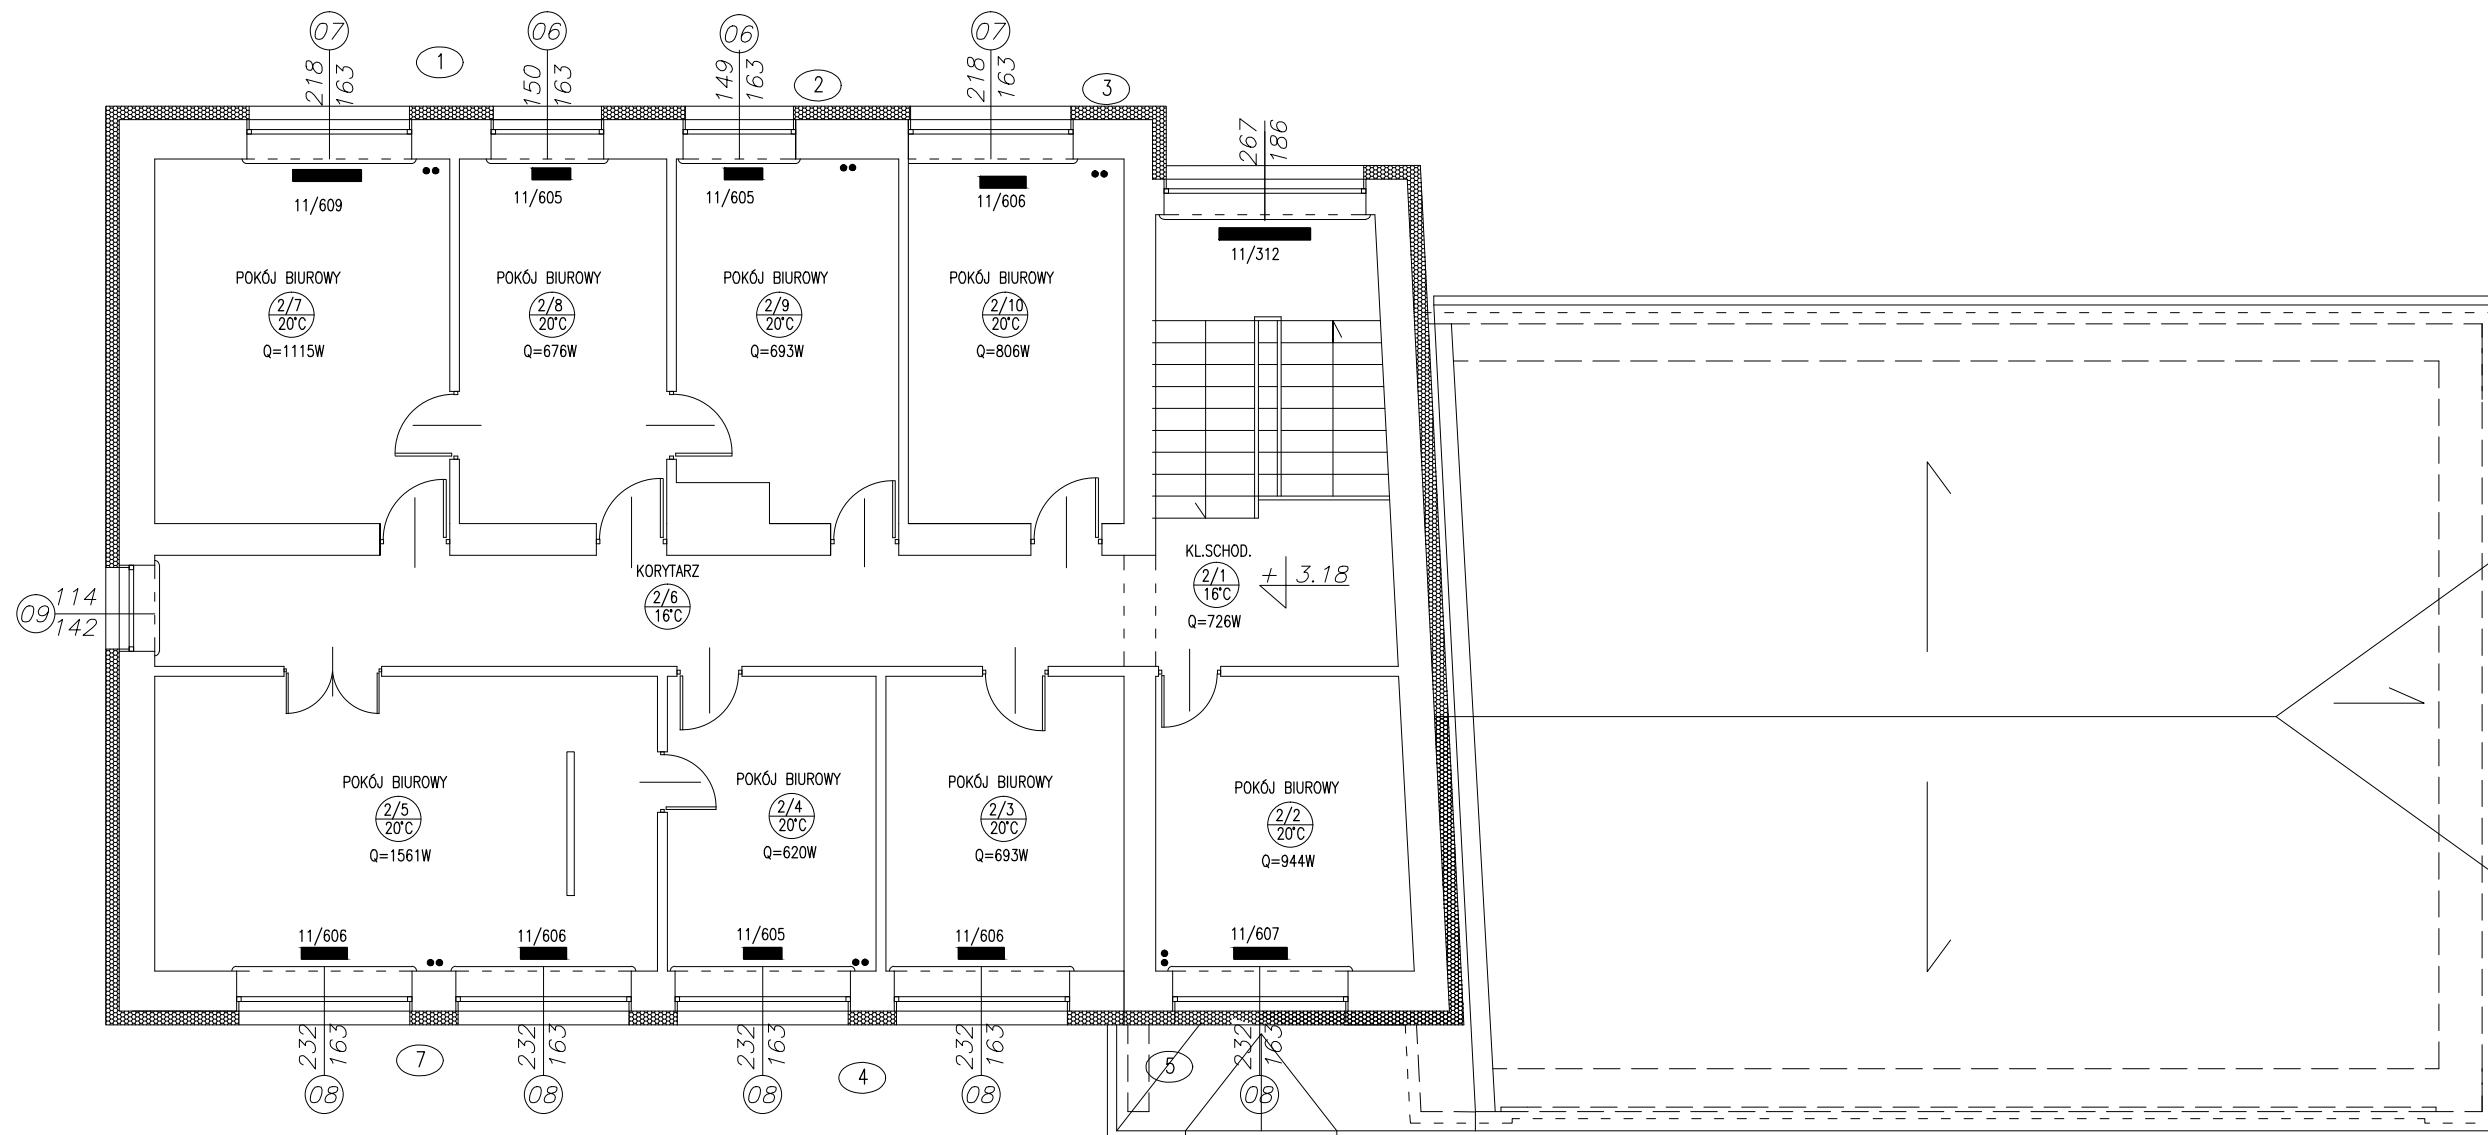 07
06
06
07
1
2
3
218
163
150
163
149
163
218
163
267
186
11/609
11/605
11/605
11/606
11/312
POKÓJ BIUROWY
2/7
20°C
Q=1115W
POKÓJ BIUROWY
2/8
20°C
Q=676W
POKÓJ BIUROWY
2/9
20°C
Q=693W
POKÓJ BIUROWY
2/10
20°C
Q=806W
KL.SCHOD.
2/1
16°C
Q=726W
+ 3.18
KORYTARZ
2/6
16°C
09
114
142
POKÓJ BIUROWY
2/5
20°C
Q=1561W
POKÓJ BIUROWY
2/4
20°C
Q=620W
POKÓJ BIUROWY
2/3
20°C
Q=693W
POKÓJ BIUROWY
2/2
20°C
Q=944W
11/606
11/606
11/605
11/606
11/607
232
163
232
163
232
163
232
163
232
163
7
4
5
08
08
08
08
08